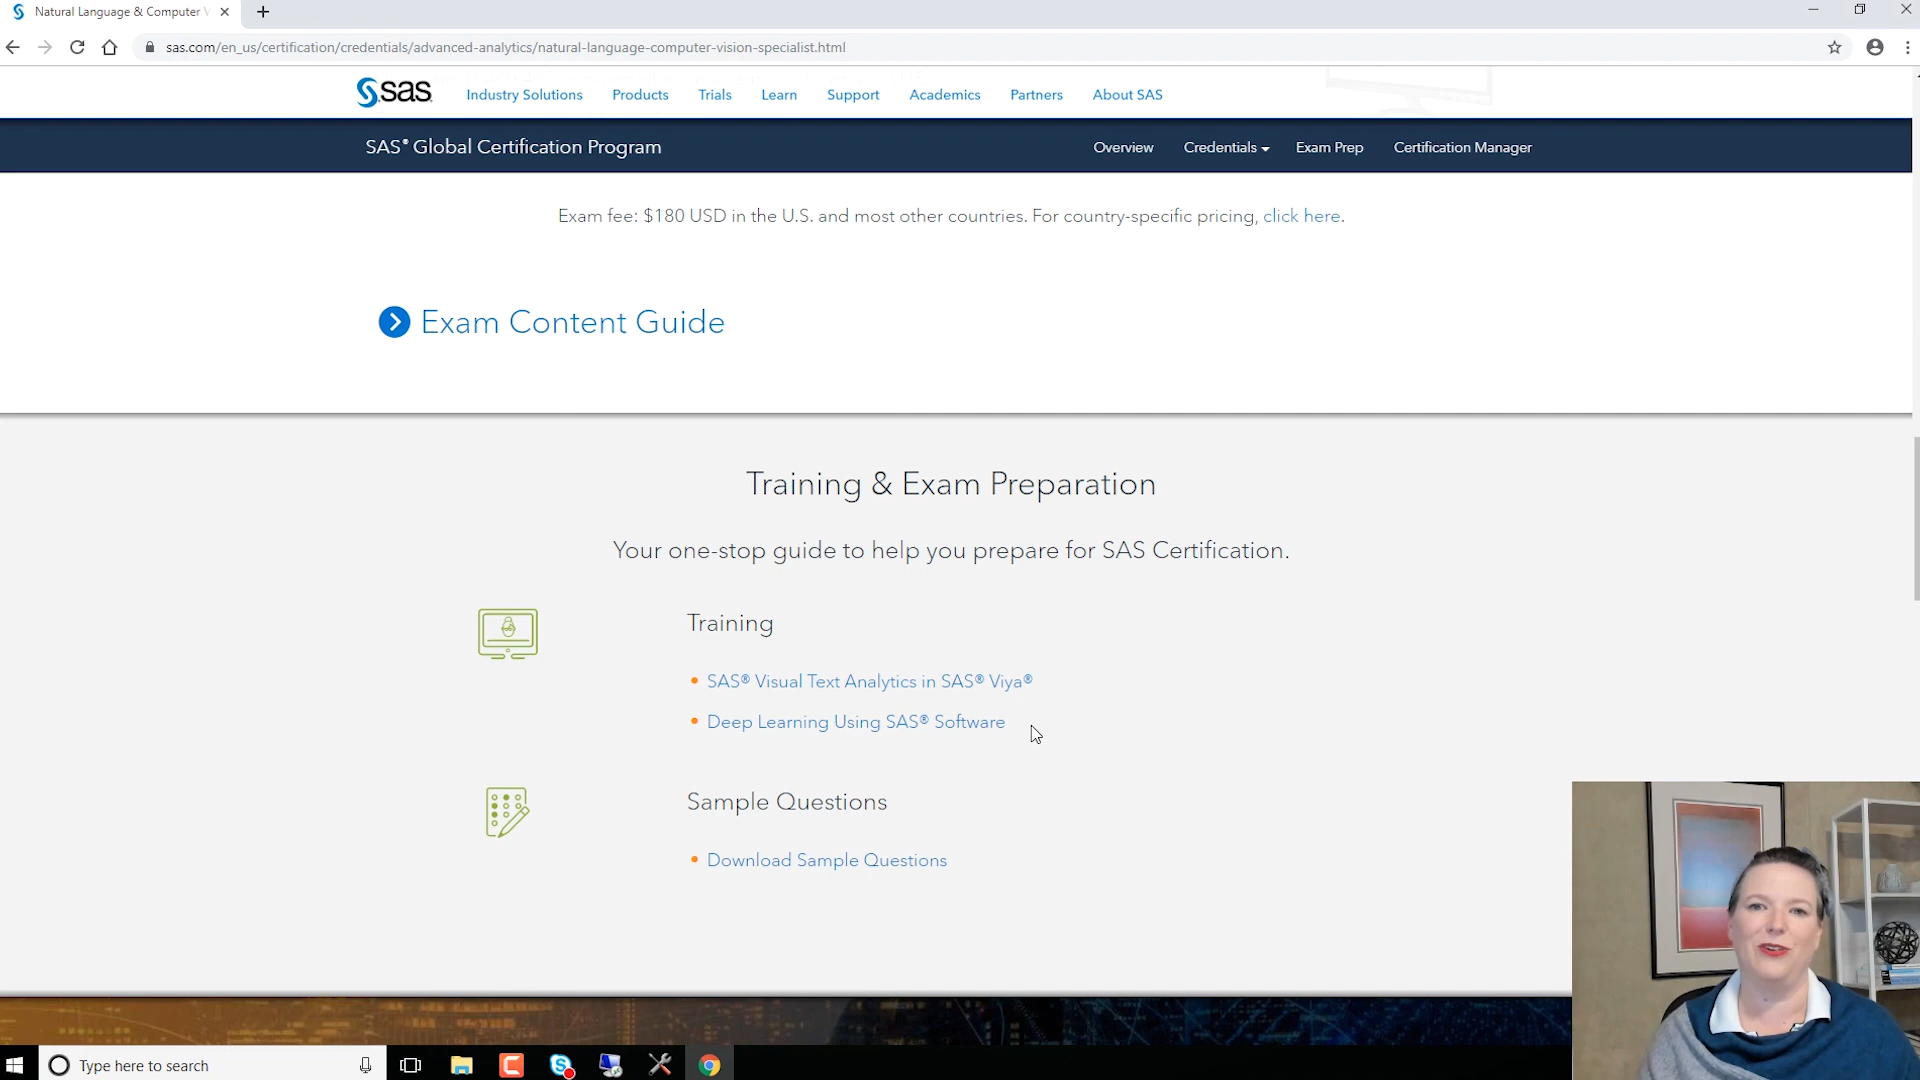 Natural Language & Computer V
sas.com/en_us/certification/credentials/advanced-analytics/natural-language-computer-vision-specialist.html
sas Industry Solutions Products Trials Learn Support Academics Partners About SAS
SAS® Global Certification Program Overview Credentials Exam Prep Certification Manager
Exam fee: $180 USD in the U.S. and most other countries. For country-specific pricing, click here.
Exam Content Guide
Training & Exam Preparation
Your one-stop guide to help you prepare for SAS Certification.
Training
SAS® Visual Text Analytics in SAS® Viya®
Deep Learning Using SAS® Software
Sample Questions
Download Sample Questions
Type here to search